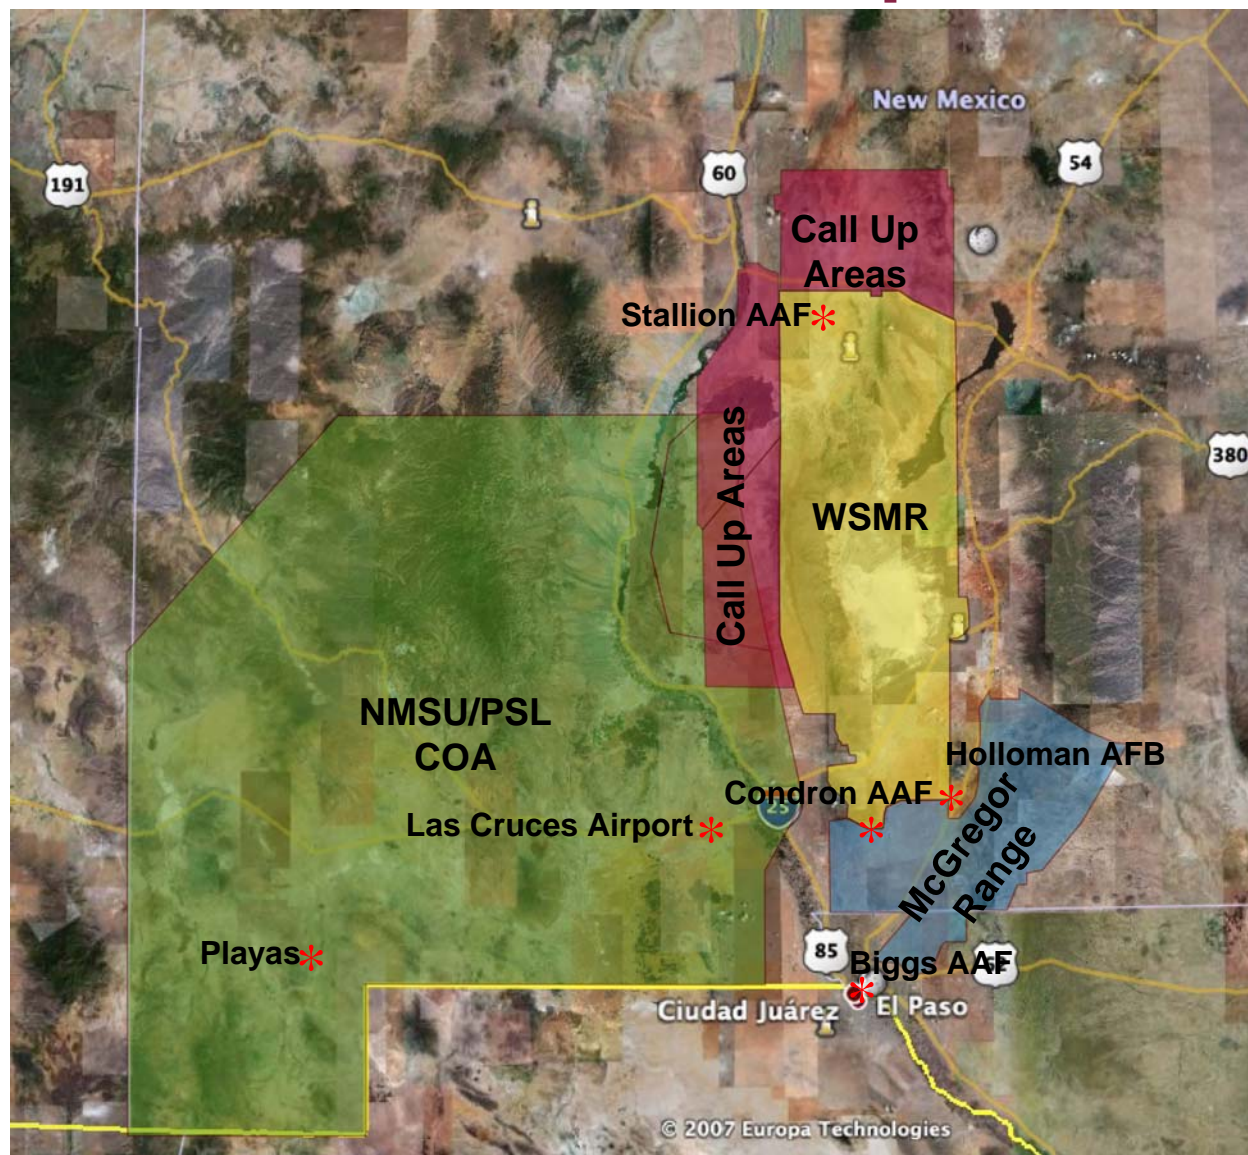 New Mexico
191
60
54
Call Up
Areas
Stallion AAF
380
Call Up Areas
WSMR
NMSU/PSL
COA
Holloman AFB
Condron AAF
25
Las Cruces Airport
McGregor
Range
Playas
85
Biggs AAF
Ciudad Juárez
El Paso
© 2007 Europa Technologies